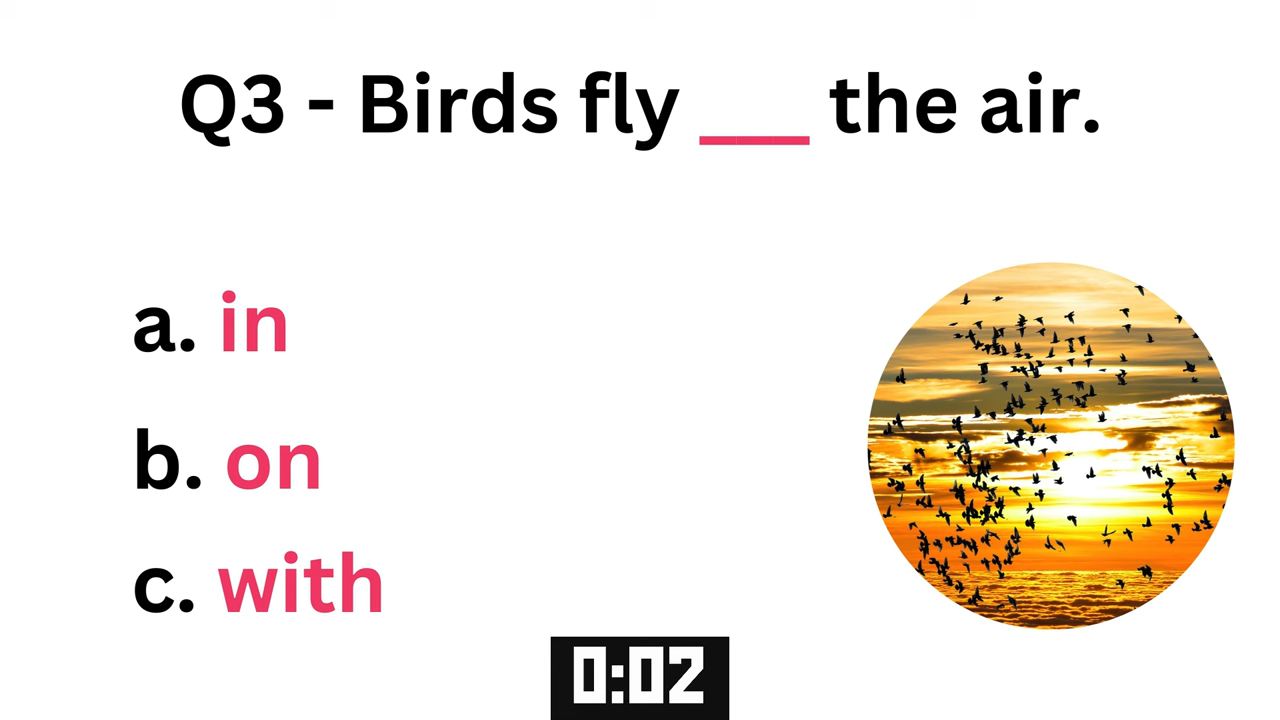 Q3 - Birds fly ___ the air.
a. in
b. on
c. with
0:02